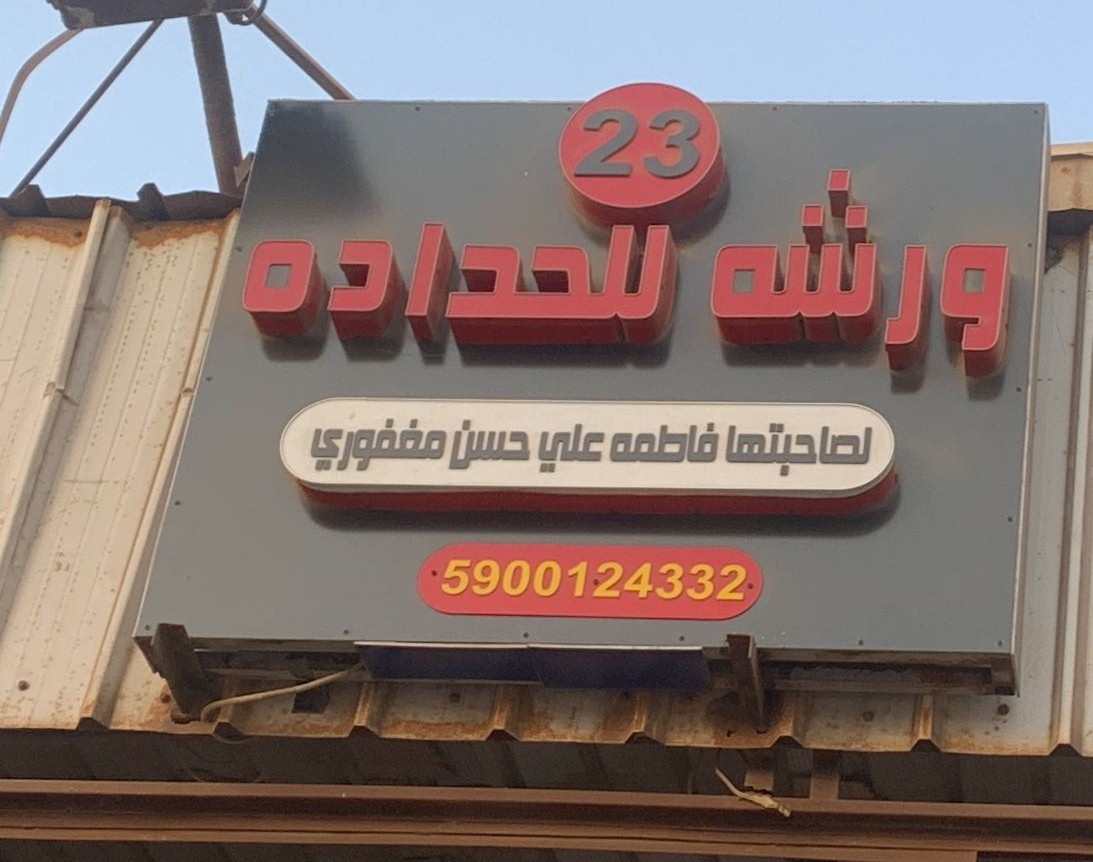 23
ورشه للحداده
لصاحبتها فاطمه علي حسن مغفوري
5900124332